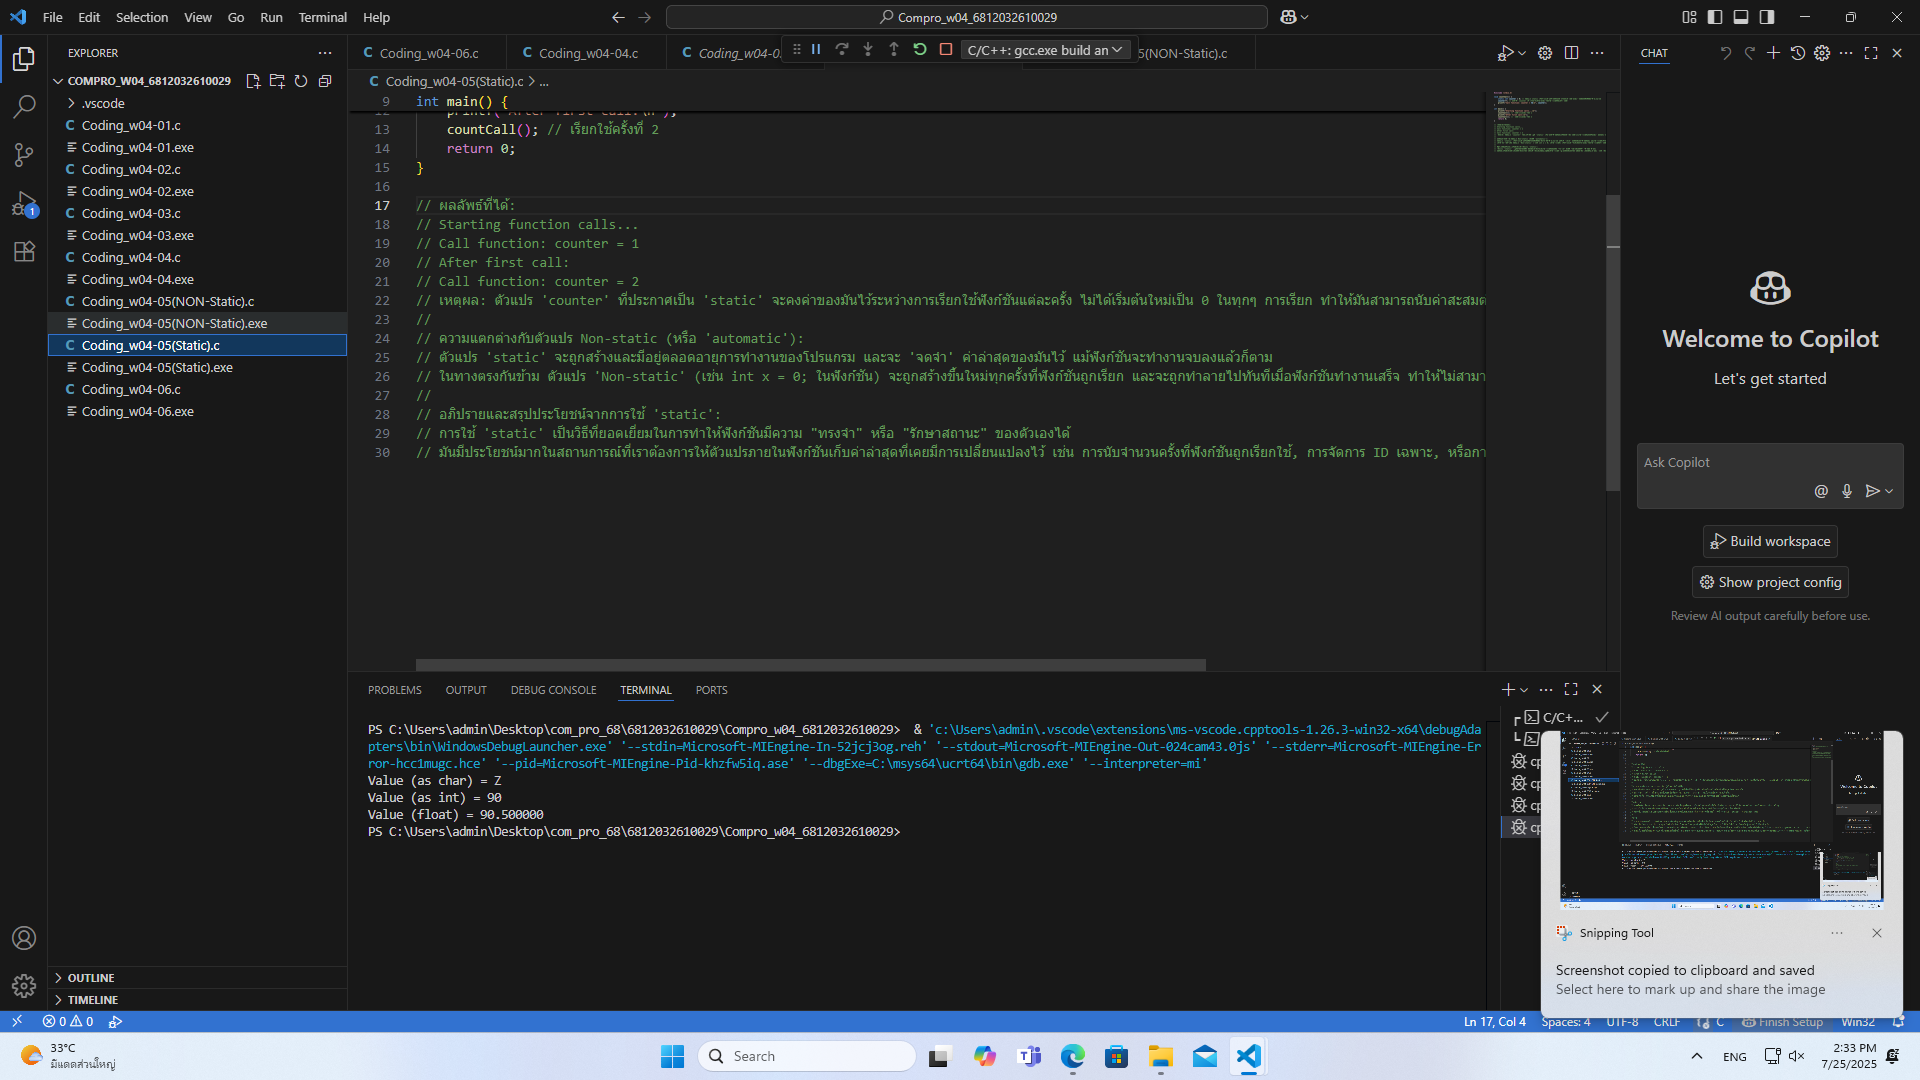 File Edit Selection View Go Run Terminal Help
Compro_w04_6812032610029
EXPLORER
COMPRO_W04_6812032610029
.vscode
Coding_w04-01.c
Coding_w04-01.exe
Coding_w04-02.c
Coding_w04-02.exe
Coding_w04-03.c
Coding_w04-03.exe
Coding_w04-04.c
Coding_w04-04.exe
Coding_w04-05(NON-Static).c
Coding_w04-05(NON-Static).exe
Coding_w04-05(Static).c
Coding_w04-05(Static).exe
Coding_w04-06.c
Coding_w04-06.exe
OUTLINE
TIMELINE
1
Coding_w04-06.c Coding_w04-04.c Coding_w04-05 (NON-Static).c
C/C++: gcc.exe build an
Coding_w04-05(Static).c > ...
9 int main() {
13 countCall(); // เรียกใช้ครั้งที่ 2
14 return 0;
15 }
16
17 // ผลลัพธ์ที่ได้:
18 // Starting function calls...
19 // Call function: counter = 1
20 // After first call:
21 // Call function: counter = 2
22 // เหตุผล: ตัวแปร 'counter' ที่ประกาศเป็น 'static' จะคงค่าของมันไว้ระหว่างการเรียกใช้ฟังก์ชันแต่ละครั้ง ไม่ได้เริ่มต้นใหม่เป็น 0 ในทุกๆ การเรียก ทำให้มันสามารถนับค่าสะสม
23 //
24 // ความแตกต่างกับตัวแปร Non-static (หรือ 'automatic'):
25 // ตัวแปร 'static' จะถูกสร้างและมีอยู่ตลอดอายุการทำงานของโปรแกรม และจะ 'จดจำ' ค่าล่าสุดของมันไว้ แม้ฟังก์ชันจะทำงานจบลงแล้วก็ตาม
26 // ในทางตรงกันข้าม ตัวแปร 'Non-static' (เช่น int x = 0; ในฟังก์ชัน) จะถูกสร้างขึ้นใหม่ทุกครั้งที่ฟังก์ชันถูกเรียก และจะถูกทำลายไปทันทีเมื่อฟังก์ชันทำงานเสร็จ ทำให้ไม่สามา
27 //
28 // อภิปรายและสรุปประโยชน์จากการใช้ 'static':
29 // การใช้ 'static' เป็นวิธีที่ยอดเยี่ยมในการทำให้ฟังก์ชันมีความ "ทรงจำ" หรือ "รักษาสถานะ" ของตัวเองได้
30 // มันมีประโยชน์มากในสถานการณ์ที่เราต้องการให้ตัวแปรภายในฟังก์ชันเก็บค่าล่าสุดที่เคยมีการเปลี่ยนแปลงไว้ เช่น การนับจำนวนครั้งที่ฟังก์ชันถูกเรียกใช้, การจัดการ ID เฉพาะ, หรือกา
PROBLEMS OUTPUT DEBUG CONSOLE TERMINAL PORTS
PS C:\Users\admin\Desktop\com_pro_68\6812032610029\Compro_w04_6812032610029> & 'c:\Users\admin\.vscode\extensions\ms-vscode.cpptools-1.26.3-win32-x64\debugAda
pters\bin\WindowsDebugLauncher.exe' '--stdin=Microsoft-MIEngine-In-52jcj3og.reh' '--stdout=Microsoft-MIEngine-Out-024cam43.0js' '--stderr=Microsoft-MIEngine-Er
ror-hcc1mugc.hce' '--pid=Microsoft-MIEngine-Pid-khzfw5iq.ase' '--dbgExe=C:\msys64\ucrt64\bin\gdb.exe' '--interpreter=mi'
Value (as char) = Z
Value (as int) = 90
Value (float) = 90.500000
PS C:\Users\admin\Desktop\com_pro_68\6812032610029\Compro_w04_6812032610029>
C/C+...
CHAT
Welcome to Copilot
Let's get started
Ask Copilot
Build workspace
Show project config
Review AI output carefully before use.
Snipping Tool
Screenshot copied to clipboard and saved
Select here to mark up and share the image
0 0
Ln 17, Col 4 Spaces: 4 UTF-8 CRLF C Finish Setup Win32
33°C
มีแดดส่วนใหญ่
Search
ENG
2:33 PM
7/25/2025